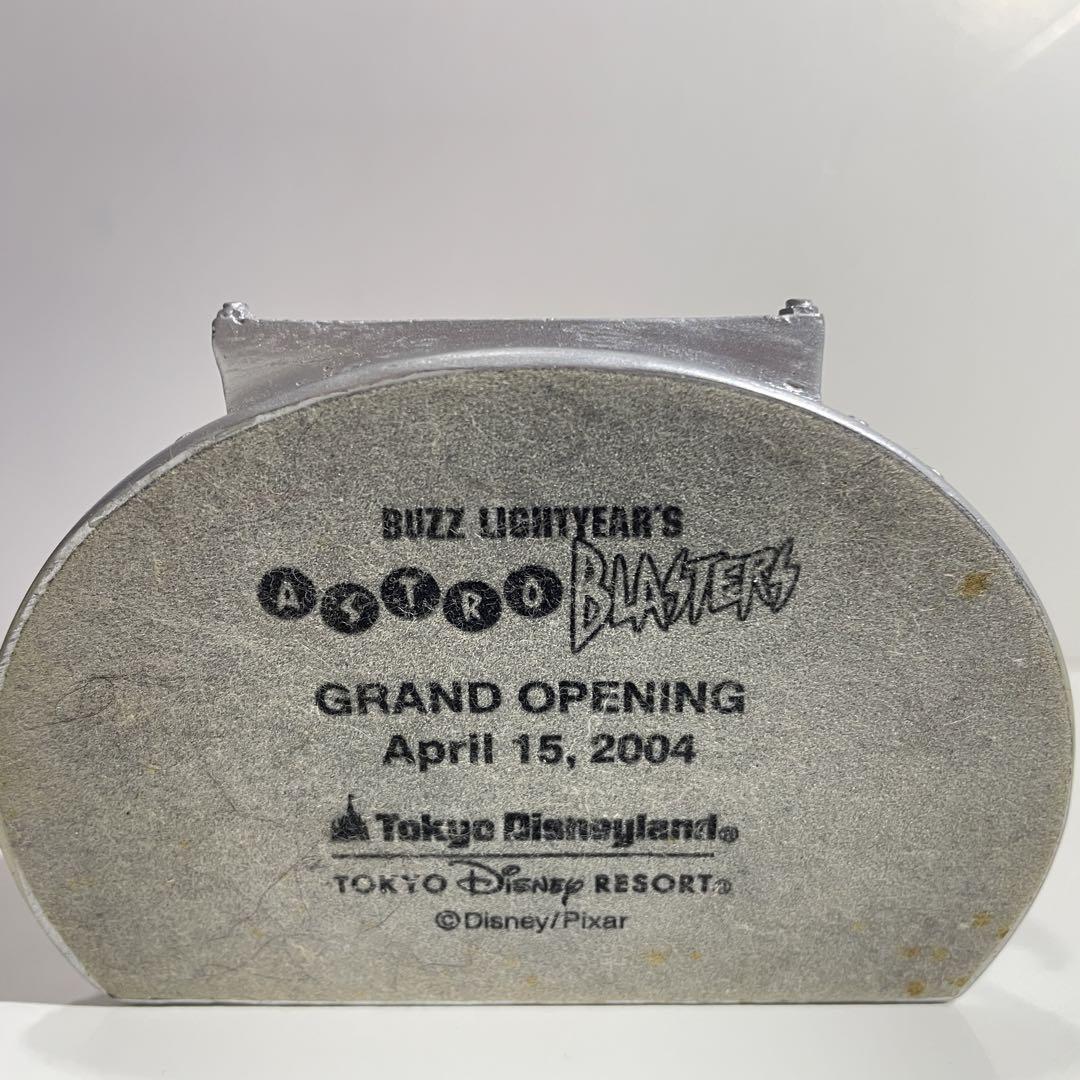 BUZZ LIGHTYEAR'S
ASTRO BLASTERS
GRAND OPENING
April 15, 2004
Tokyo Disneyland®
TOKYO Disney RESORT®
©Disney/Pixar